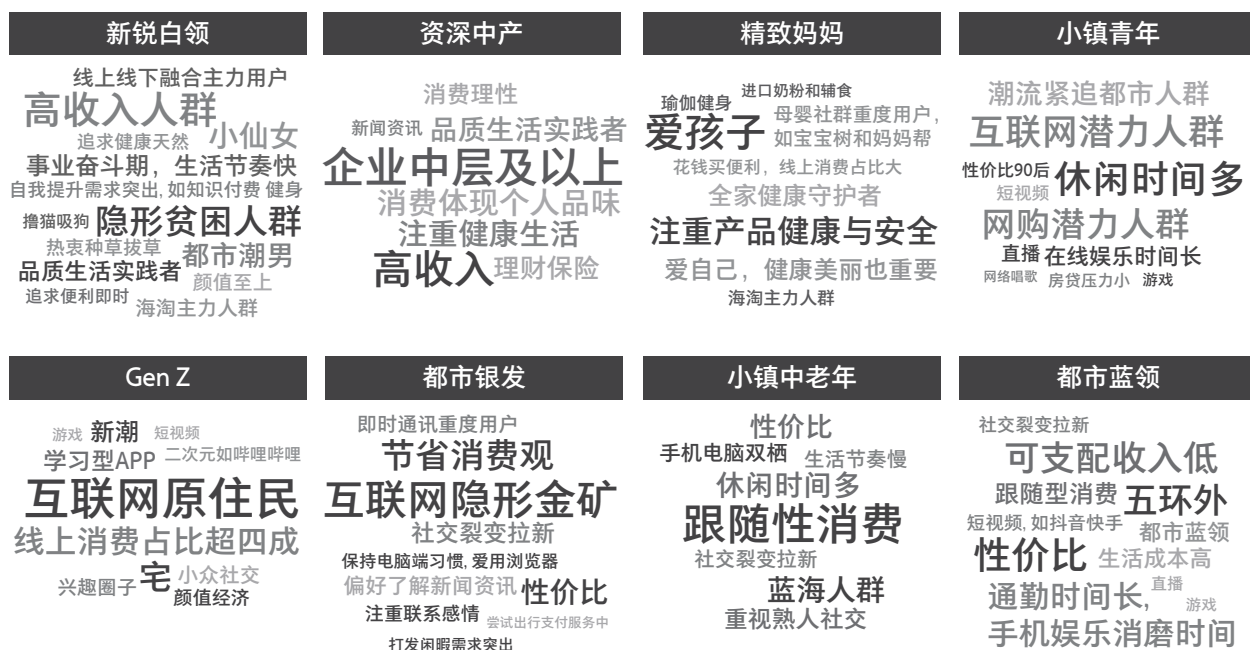 新锐白领
线上线下融合主力用户
高收入人群
追求健康天然
小仙女
事业奋斗期，生活节奏快
自我提升需求突出, 如知识付费 健身
撸猫吸狗
隐形贫困人群
热衷种草拔草
都市潮男
品质生活实践者
颜值至上
追求便利即时
海淘主力人群
资深中产
消费理性
新闻资讯
品质生活实践者
企业中层及以上
消费体现个人品味
注重健康生活
高收入
理财保险
精致妈妈
进口奶粉和辅食
瑜伽健身
爱孩子
母婴社群重度用户，
如宝宝树和妈妈帮
花钱买便利，线上消费占比大
全家健康守护者
注重产品健康与安全
爱自己，健康美丽也重要
海淘主力人群
小镇青年
潮流紧追都市人群
互联网潜力人群
性价比90后
短视频
休闲时间多
网购潜力人群
直播
在线娱乐时间长
网络唱歌
房贷压力小
游戏
Gen Z
游戏
新潮
短视频
学习型APP
二次元如哔哩哔哩
互联网原住民
线上消费占比超四成
兴趣圈子
宅
小众社交
颜值经济
都市银发
即时通讯重度用户
节省消费观
互联网隐形金矿
社交裂变拉新
保持电脑端习惯, 爱用浏览器
偏好了解新闻资讯
性价比
注重联系感情
尝试出行支付服务中
打发闲暇需求突出
小镇中老年
性价比
手机电脑双栖
生活节奏慢
休闲时间多
跟随性消费
社交裂变拉新
蓝海人群
重视熟人社交
都市蓝领
社交裂变拉新
可支配收入低
跟随型消费
五环外
短视频, 如抖音快手
都市蓝领
性价比
生活成本高
通勤时间长,
直播
游戏
手机娱乐消磨时间